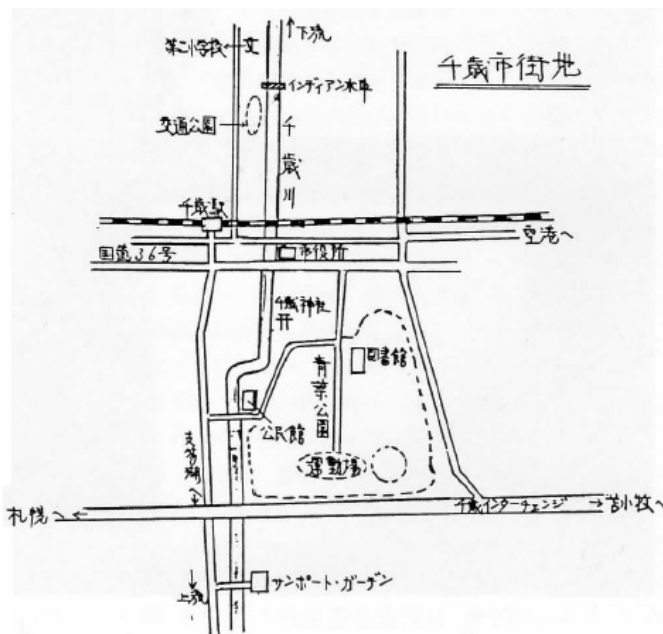 千歳市街地
↑下流
第二小学校←文
インディアン水車
交通公園
千歳川
千歳駅
空港へ
国道36号
市役所
千歳神社
図書館
青葉公園
公民館
支笏湖へ
運動場
札幌へ←
千歳インターチェンジ
→苫小牧へ
サンポート・ガーデン
上流